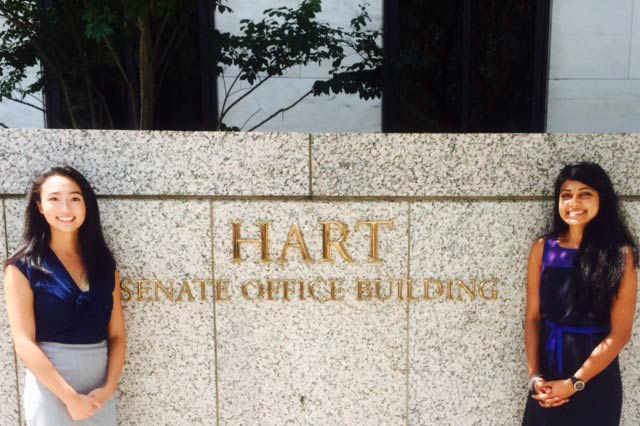 HART
SENATE OFFICE BUILDING